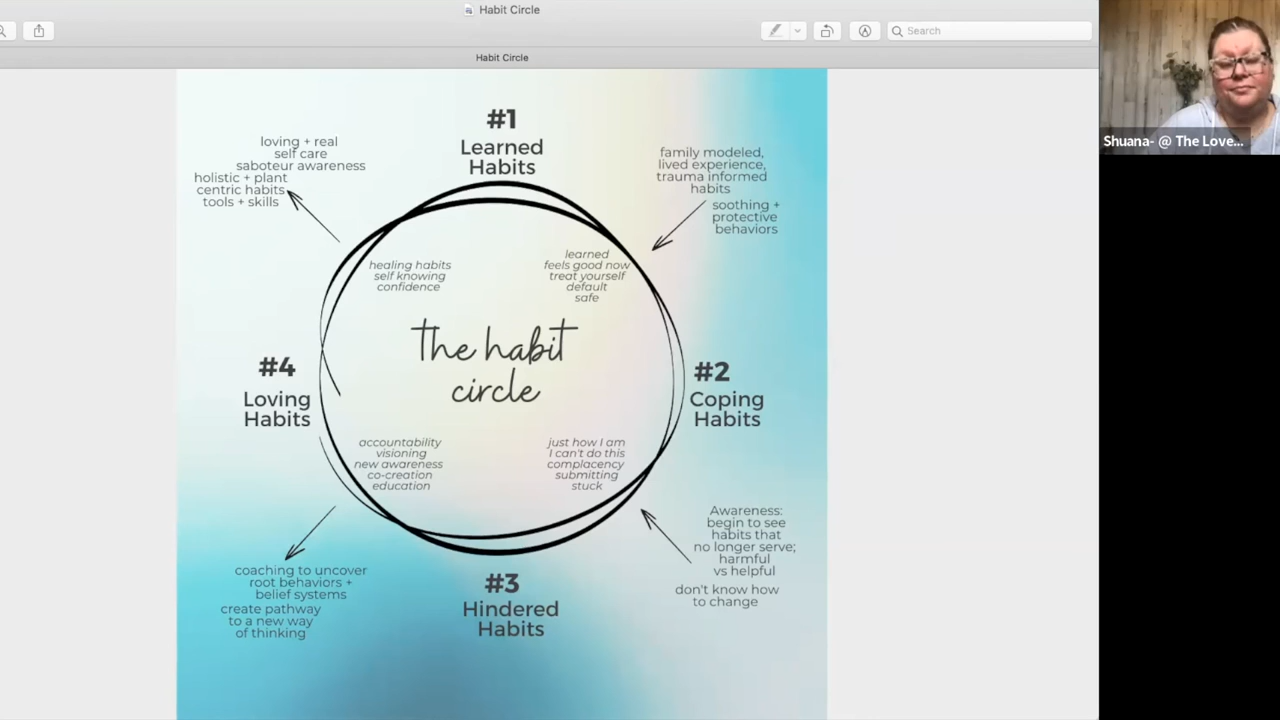 Habit Circle
Search
Habit Circle
#1
Learned
Habits
loving + real
self care
saboteur awareness
holistic + plant
centric habits
tools + skills
family modeled,
lived experience,
trauma informed
habits
soothing +
protective
behaviors
healing habits
self knowing
confidence
learned
feels good now
treat yourself
default
safe
the habit
circle
#4
Loving
Habits
#2
Coping
Habits
accountability
visioning
new awareness
co-creation
education
just how I am
I can't do this
complacency
submitting
stuck
Awareness:
begin to see
habits that
no longer serve;
harmful
vs helpful
don't know how
to change
coaching to uncover
root behaviors +
belief systems
create pathway
to a new way
of thinking
#3
Hindered
Habits
Shuana- @ The Love...